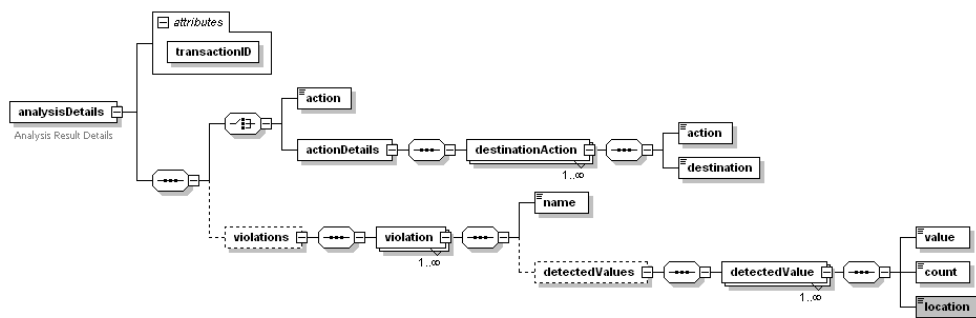 attributes
transactionID
analysisDetails
Analysis Result Details
action
actionDetails
destinationAction
1..∞
action
destination
violations
violation
1..∞
name
detectedValues
detectedValue
1..∞
value
count
location